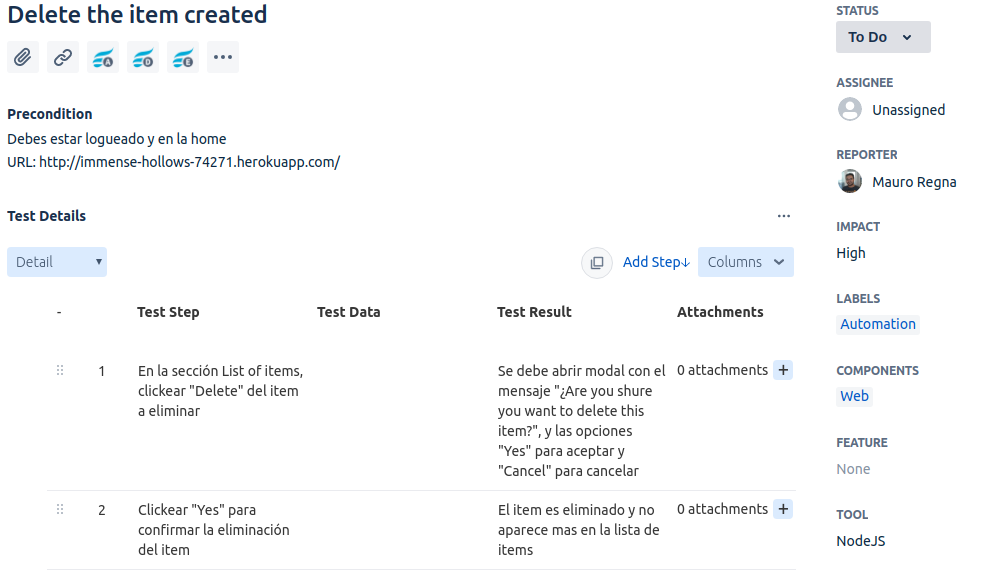 Delete the item created
A
D
E
Precondition
Debes estar logueado y en la home
URL: http://immense-hollows-74271.herokuapp.com/
Test Details
Detail
Add Step↓
Columns
-
Test Step
Test Data
Test Result
Attachments
1
En la sección List of items,
clickear "Delete" del item
a eliminar
Se debe abrir modal con el
mensaje "¿Are you shure
you want to delete this
item?", y las opciones
"Yes" para aceptar y
"Cancel" para cancelar
0 attachments
+
2
Clickear "Yes" para
confirmar la eliminación
del item
El item es eliminado y no
aparece mas en la lista de
items
0 attachments
+
STATUS
To Do
ASSIGNEE
Unassigned
REPORTER
Mauro Regna
IMPACT
High
LABELS
Automation
COMPONENTS
Web
FEATURE
None
TOOL
NodeJS